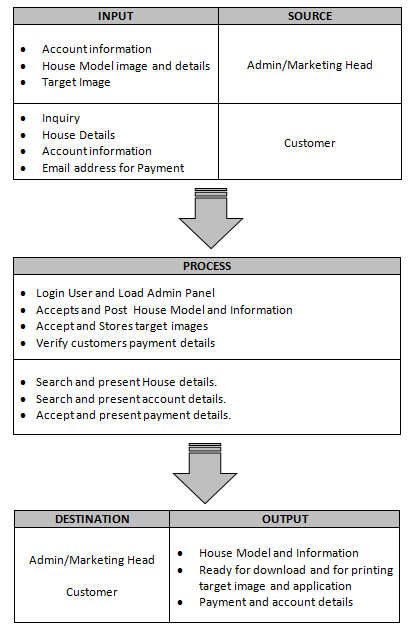 INPUT
SOURCE
• Account information
• House Model image and details
• Target Image
Admin/Marketing Head
• Inquiry
• House Details
• Account information
• Email address for Payment
Customer
PROCESS
• Login User and Load Admin Panel
• Accepts and Post House Model and Information
• Accept and Stores target images
• Verify customers payment details
• Search and present House details.
• Search and present account details.
• Accept and present payment details.
DESTINATION
OUTPUT
Admin/Marketing Head
Customer
• House Model and Information
• Ready for download and for printing
target image and application
• Payment and account details